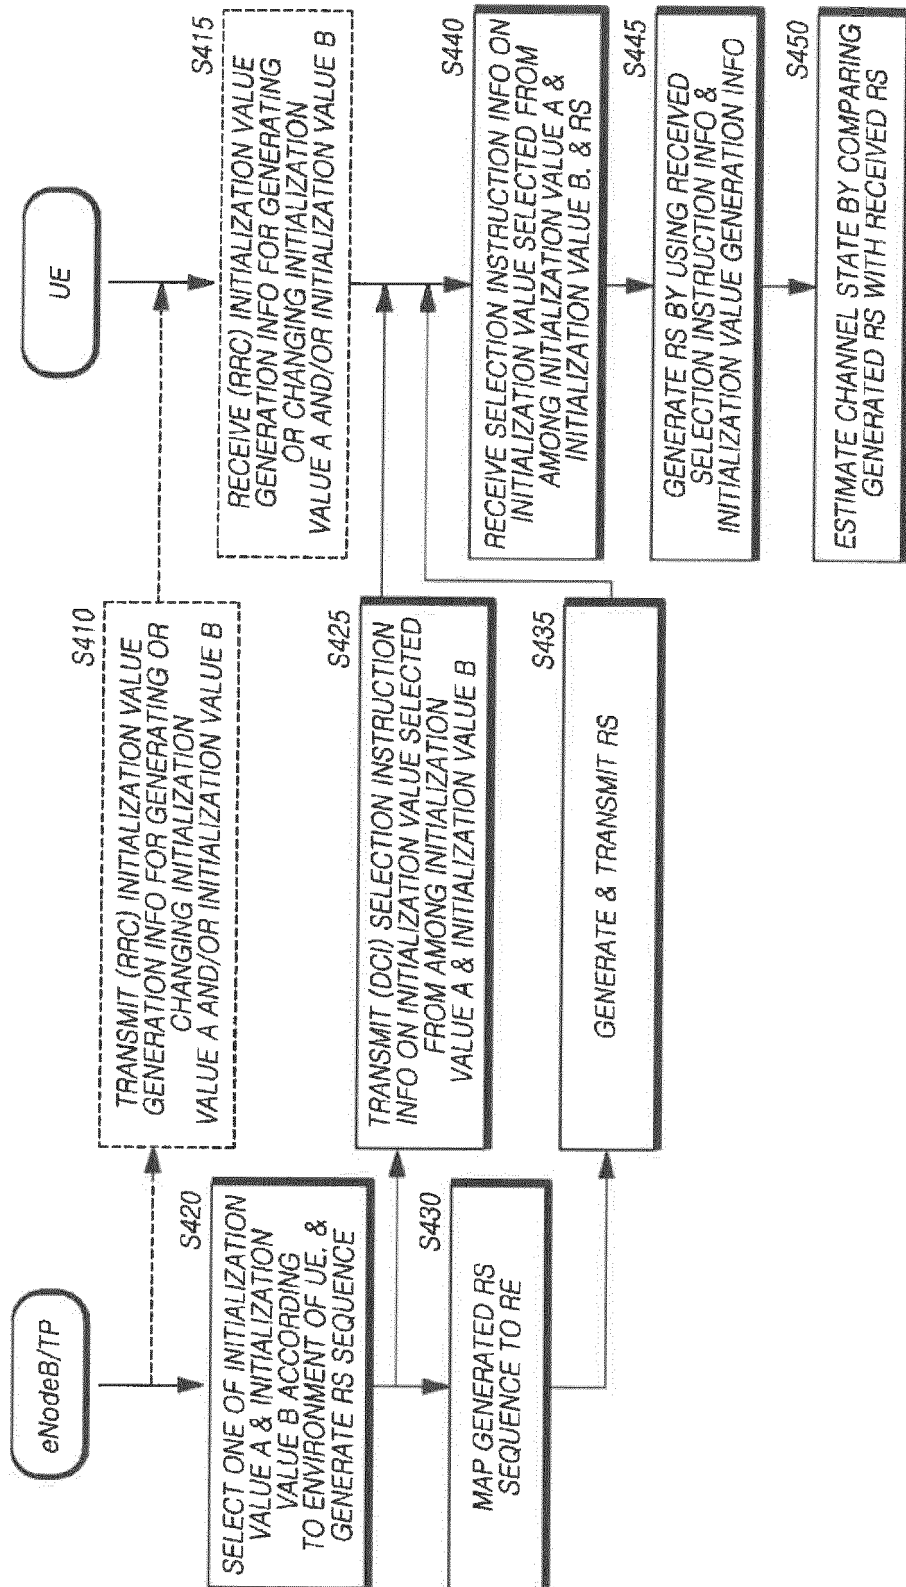 eNodeB/TP
UE
S410
TRANSMIT (RRC) INITIALIZATION VALUE
GENERATION INFO FOR GENERATING OR
CHANGING INITIALIZATION
VALUE A AND/OR INITIALIZATION VALUE B
S415
RECEIVE (RRC) INITIALIZATION VALUE
GENERATION INFO FOR GENERATING
OR CHANGING INITIALIZATION
VALUE A AND/OR INITIALIZATION VALUE B
S420
SELECT ONE OF INITIALIZATION
VALUE A & INITIALIZATION
VALUE B ACCORDING
TO ENVIRONMENT OF UE, &
GENERATE RS SEQUENCE
S425
TRANSMIT (DCI) SELECTION INSTRUCTION
INFO ON INITIALIZATION VALUE SELECTED
FROM AMONG INITIALIZATION
VALUE A & INITIALIZATION VALUE B
S430
MAP GENERATED RS
SEQUENCE TO RE
S435
GENERATE & TRANSMIT RS
S440
RECEIVE SELECTION INSTRUCTION INFO ON
INITIALIZATION VALUE SELECTED FROM
AMONG INITIALIZATION VALUE A &
INITIALIZATION VALUE B, & RS
S445
GENERATE RS BY USING RECEIVED
SELECTION INSTRUCTION INFO &
INITIALIZATION VALUE GENERATION INFO
S450
ESTIMATE CHANNEL STATE BY COMPARING
GENERATED RS WITH RECEIVED RS